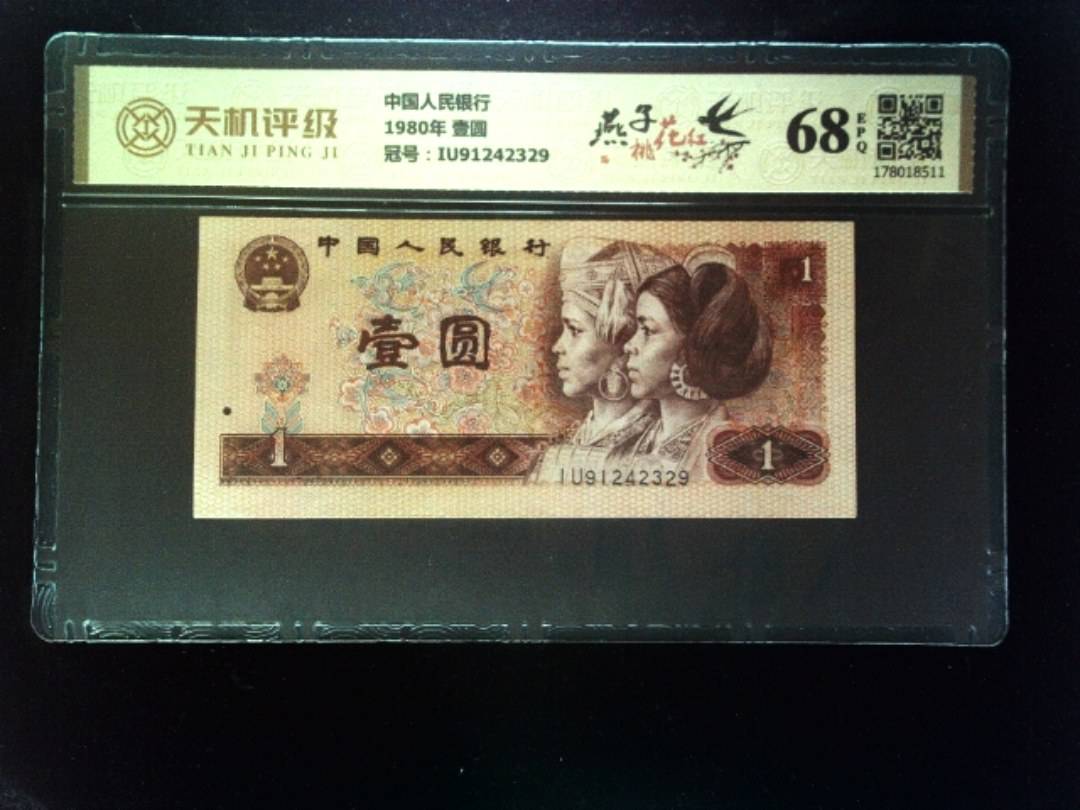 天机评级
TIAN JI PING JI
中国人民银行
1980年 壹圆
冠号：IU91242329
燕子
桃花红
68
EPQ
178018511
中国人民银行
1
壹圆
1
1
IU91242329